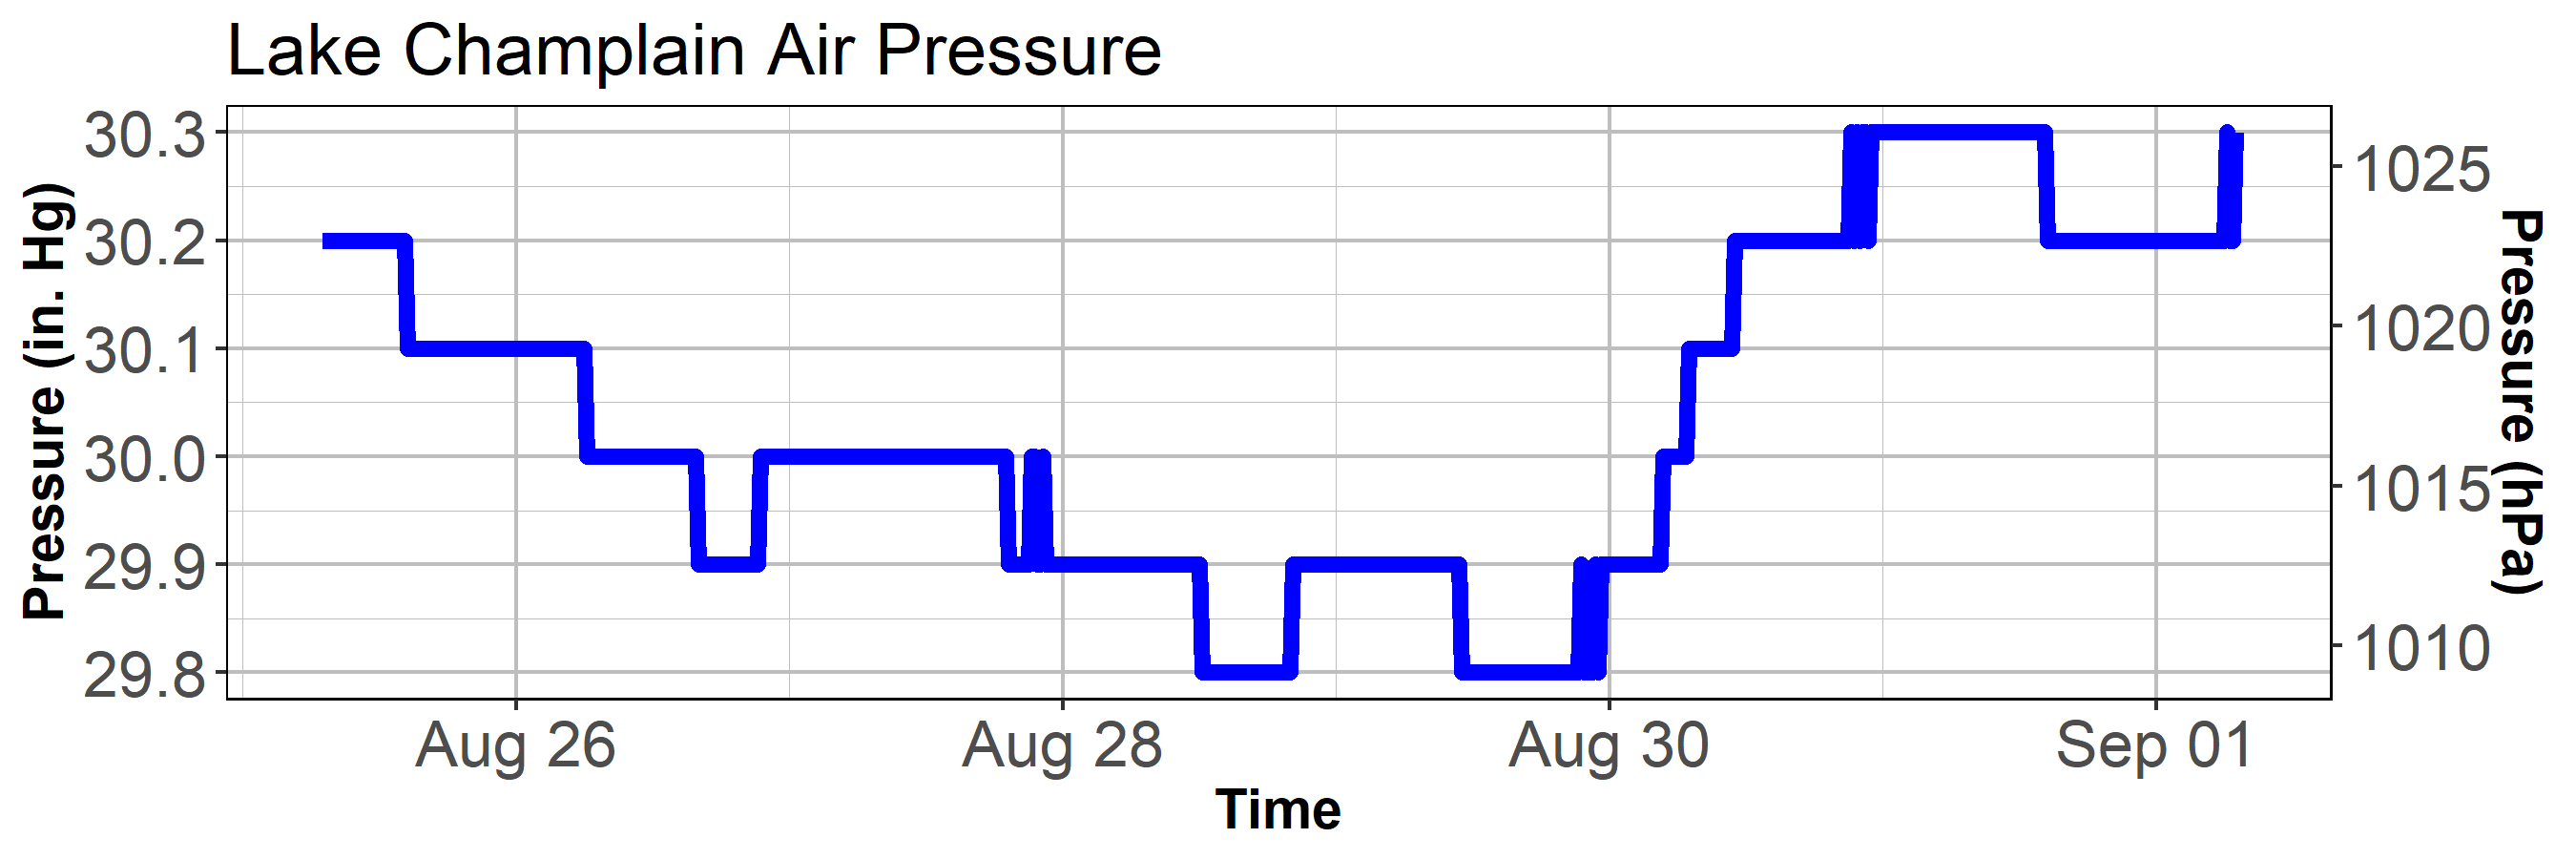 Lake Champlain Air Pressure
Pressure (in. Hg)
30.3
30.2
30.1
30.0
29.9
29.8
1025
1020
1015
1010
Pressure (hPa)
Aug 26 Aug 28 Aug 30 Sep 01
Time